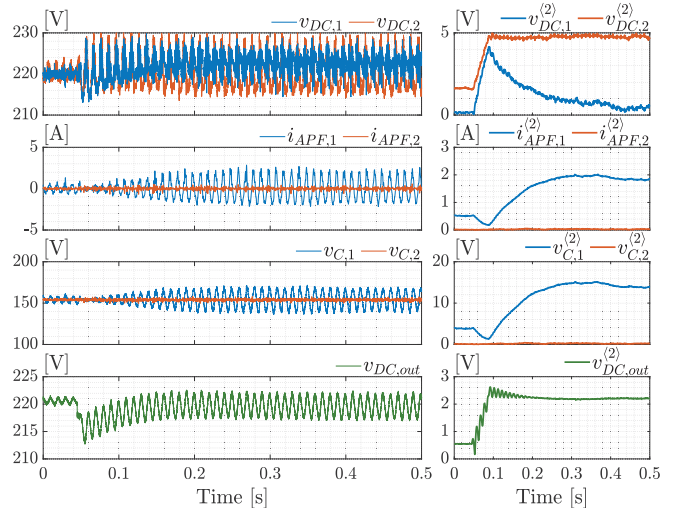 [V] v_{DC,1} v_{DC,2}
230
220
210
[A] i_{APF,1} i_{APF,2}
5
0
-5
[V] v_{C,1} v_{C,2}
200
150
100
[V] v_{DC,out}
225
220
215
210
0 0.1 0.2 0.3 0.4 0.5
Time [s]
[V] v_{DC,1}^{⟨2⟩} v_{DC,2}^{⟨2⟩}
5
0
[A] i_{APF,1}^{⟨2⟩} i_{APF,2}^{⟨2⟩}
3
2
1
0
[V] v_{C,1}^{⟨2⟩} v_{C,2}^{⟨2⟩}
20
10
0
[V] v_{DC,out}^{⟨2⟩}
3
2
1
0
0 0.1 0.2 0.3 0.4 0.5
Time [s]